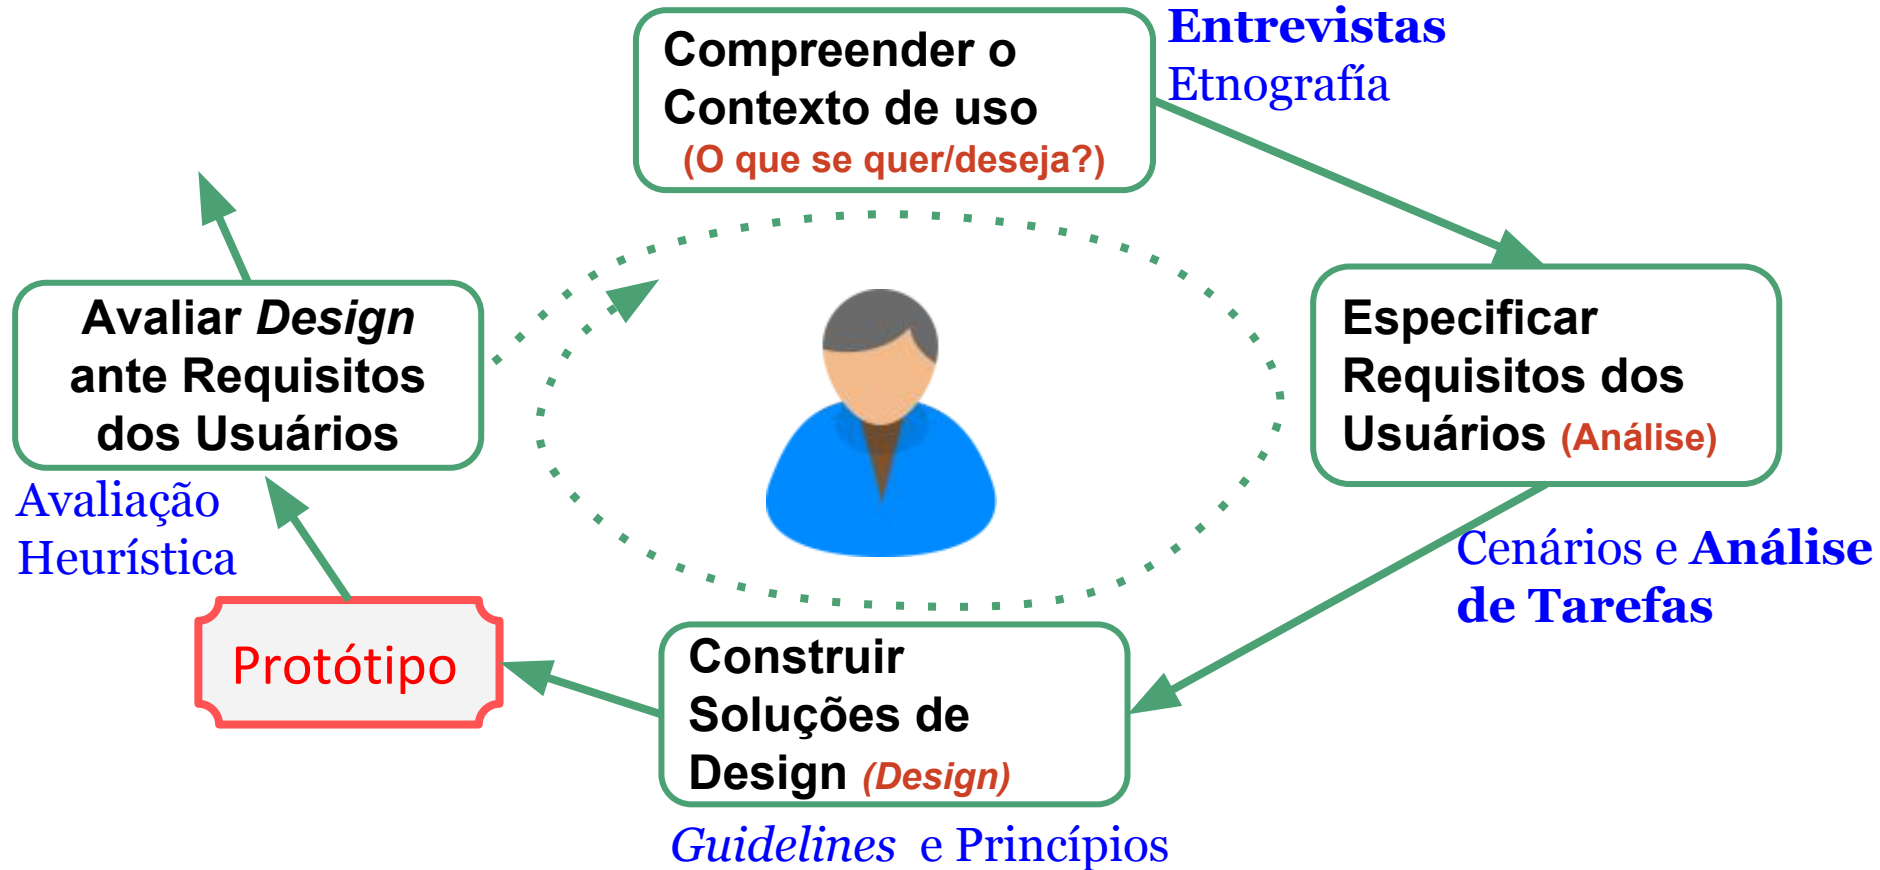 Compreender o
Contexto de uso
(O que se quer/deseja?)
Entrevistas
Etnografía
Especificar
Requisitos dos
Usuários (Análise)
Cenários e Análise
de Tarefas
Construir
Soluções de
Design (Design)
Guidelines e Princípios
Protótipo
Avaliar Design
ante Requisitos
dos Usuários
Avaliação
Heurística